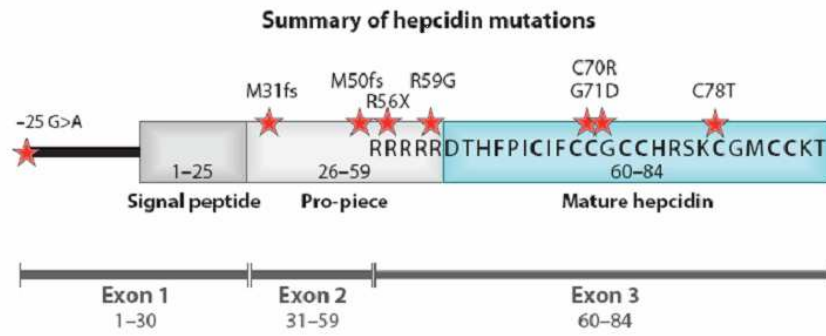 Summary of hepcidin mutations
C70R
M50fs R59G G71D C78T
M31fs R56X
-25 G>A
RRRRRDTHFPICIFCCGCCHRSKCGMCCKT
1-25 26-59 60-84
Signal peptide Pro-piece Mature hepcidin
Exon 1 Exon 2 Exon 3
1-30 31-59 60-84